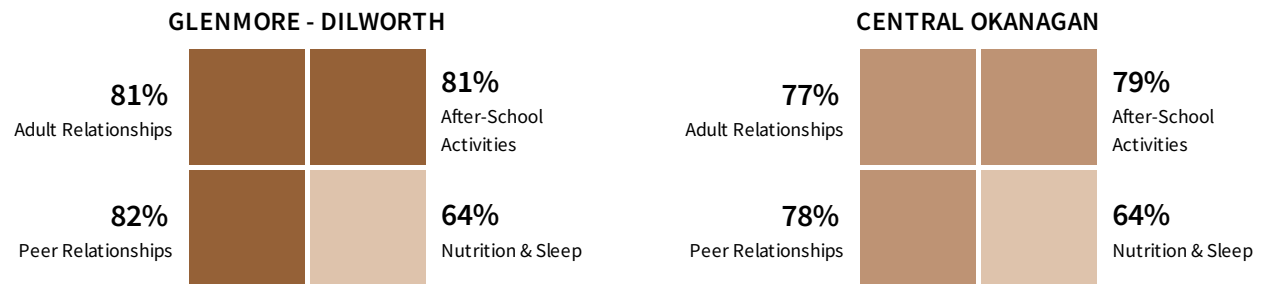 GLENMORE - DILWORTH
81%
Adult Relationships
81%
After-School
Activities
82%
Peer Relationships
64%
Nutrition & Sleep
CENTRAL OKANAGAN
77%
Adult Relationships
79%
After-School
Activities
78%
Peer Relationships
64%
Nutrition & Sleep